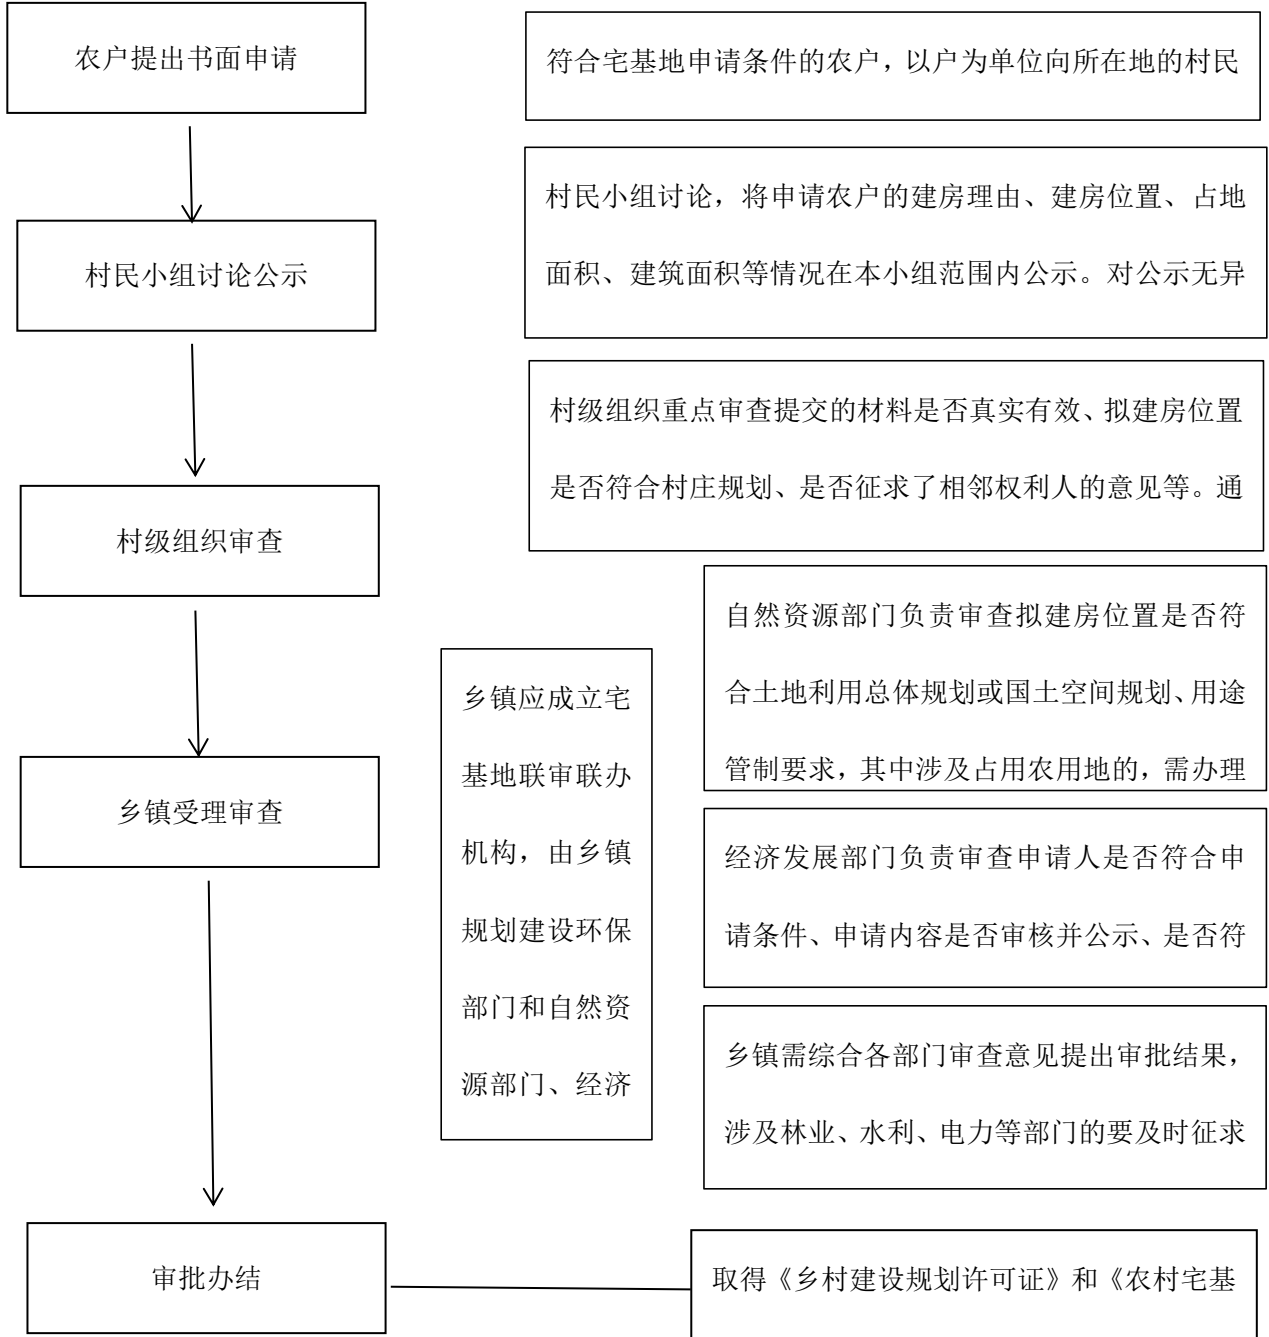 农户提出书面申请
符合宅基地申请条件的农户，以户为单位向所在地的村民
村民小组讨论公示
村民小组讨论，将申请农户的建房理由、建房位置、占地
面积、建筑面积等情况在本小组范围内公示。对公示无异
村级组织审查
村级组织重点审查提交的材料是否真实有效、拟建房位置
是否符合村庄规划、是否征求了相邻权利人的意见等。通
乡镇受理审查
乡镇应成立宅
基地联审联办
机构，由乡镇
规划建设环保
部门和自然资
源部门、经济
自然资源部门负责审查拟建房位置是否符
合土地利用总体规划或国土空间规划、用途
管制要求，其中涉及占用农用地的，需办理
经济发展部门负责审查申请人是否符合申
请条件、申请内容是否审核并公示、是否符
乡镇需综合各部门审查意见提出审批结果，
涉及林业、水利、电力等部门的要及时征求
审批办结
取得《乡村建设规划许可证》和《农村宅基